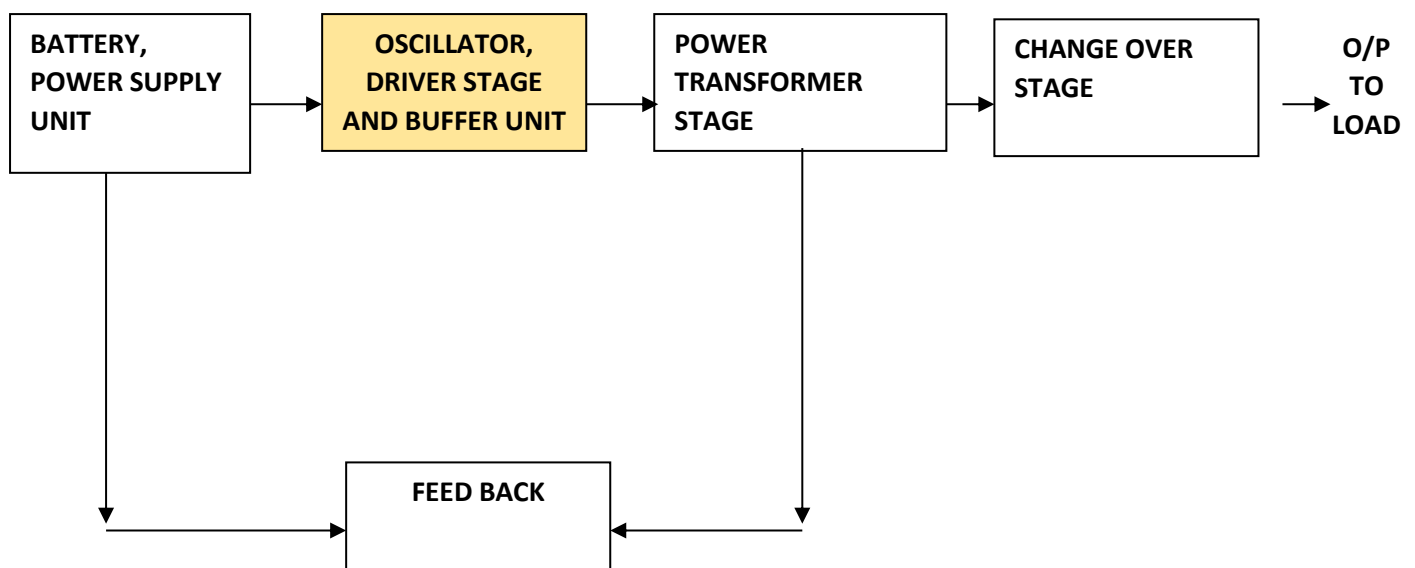 BATTERY,
POWER SUPPLY
UNIT
OSCILLATOR,
DRIVER STAGE
AND BUFFER UNIT
POWER
TRANSFORMER
STAGE
CHANGE OVER
STAGE
O/P
TO
LOAD
FEED BACK